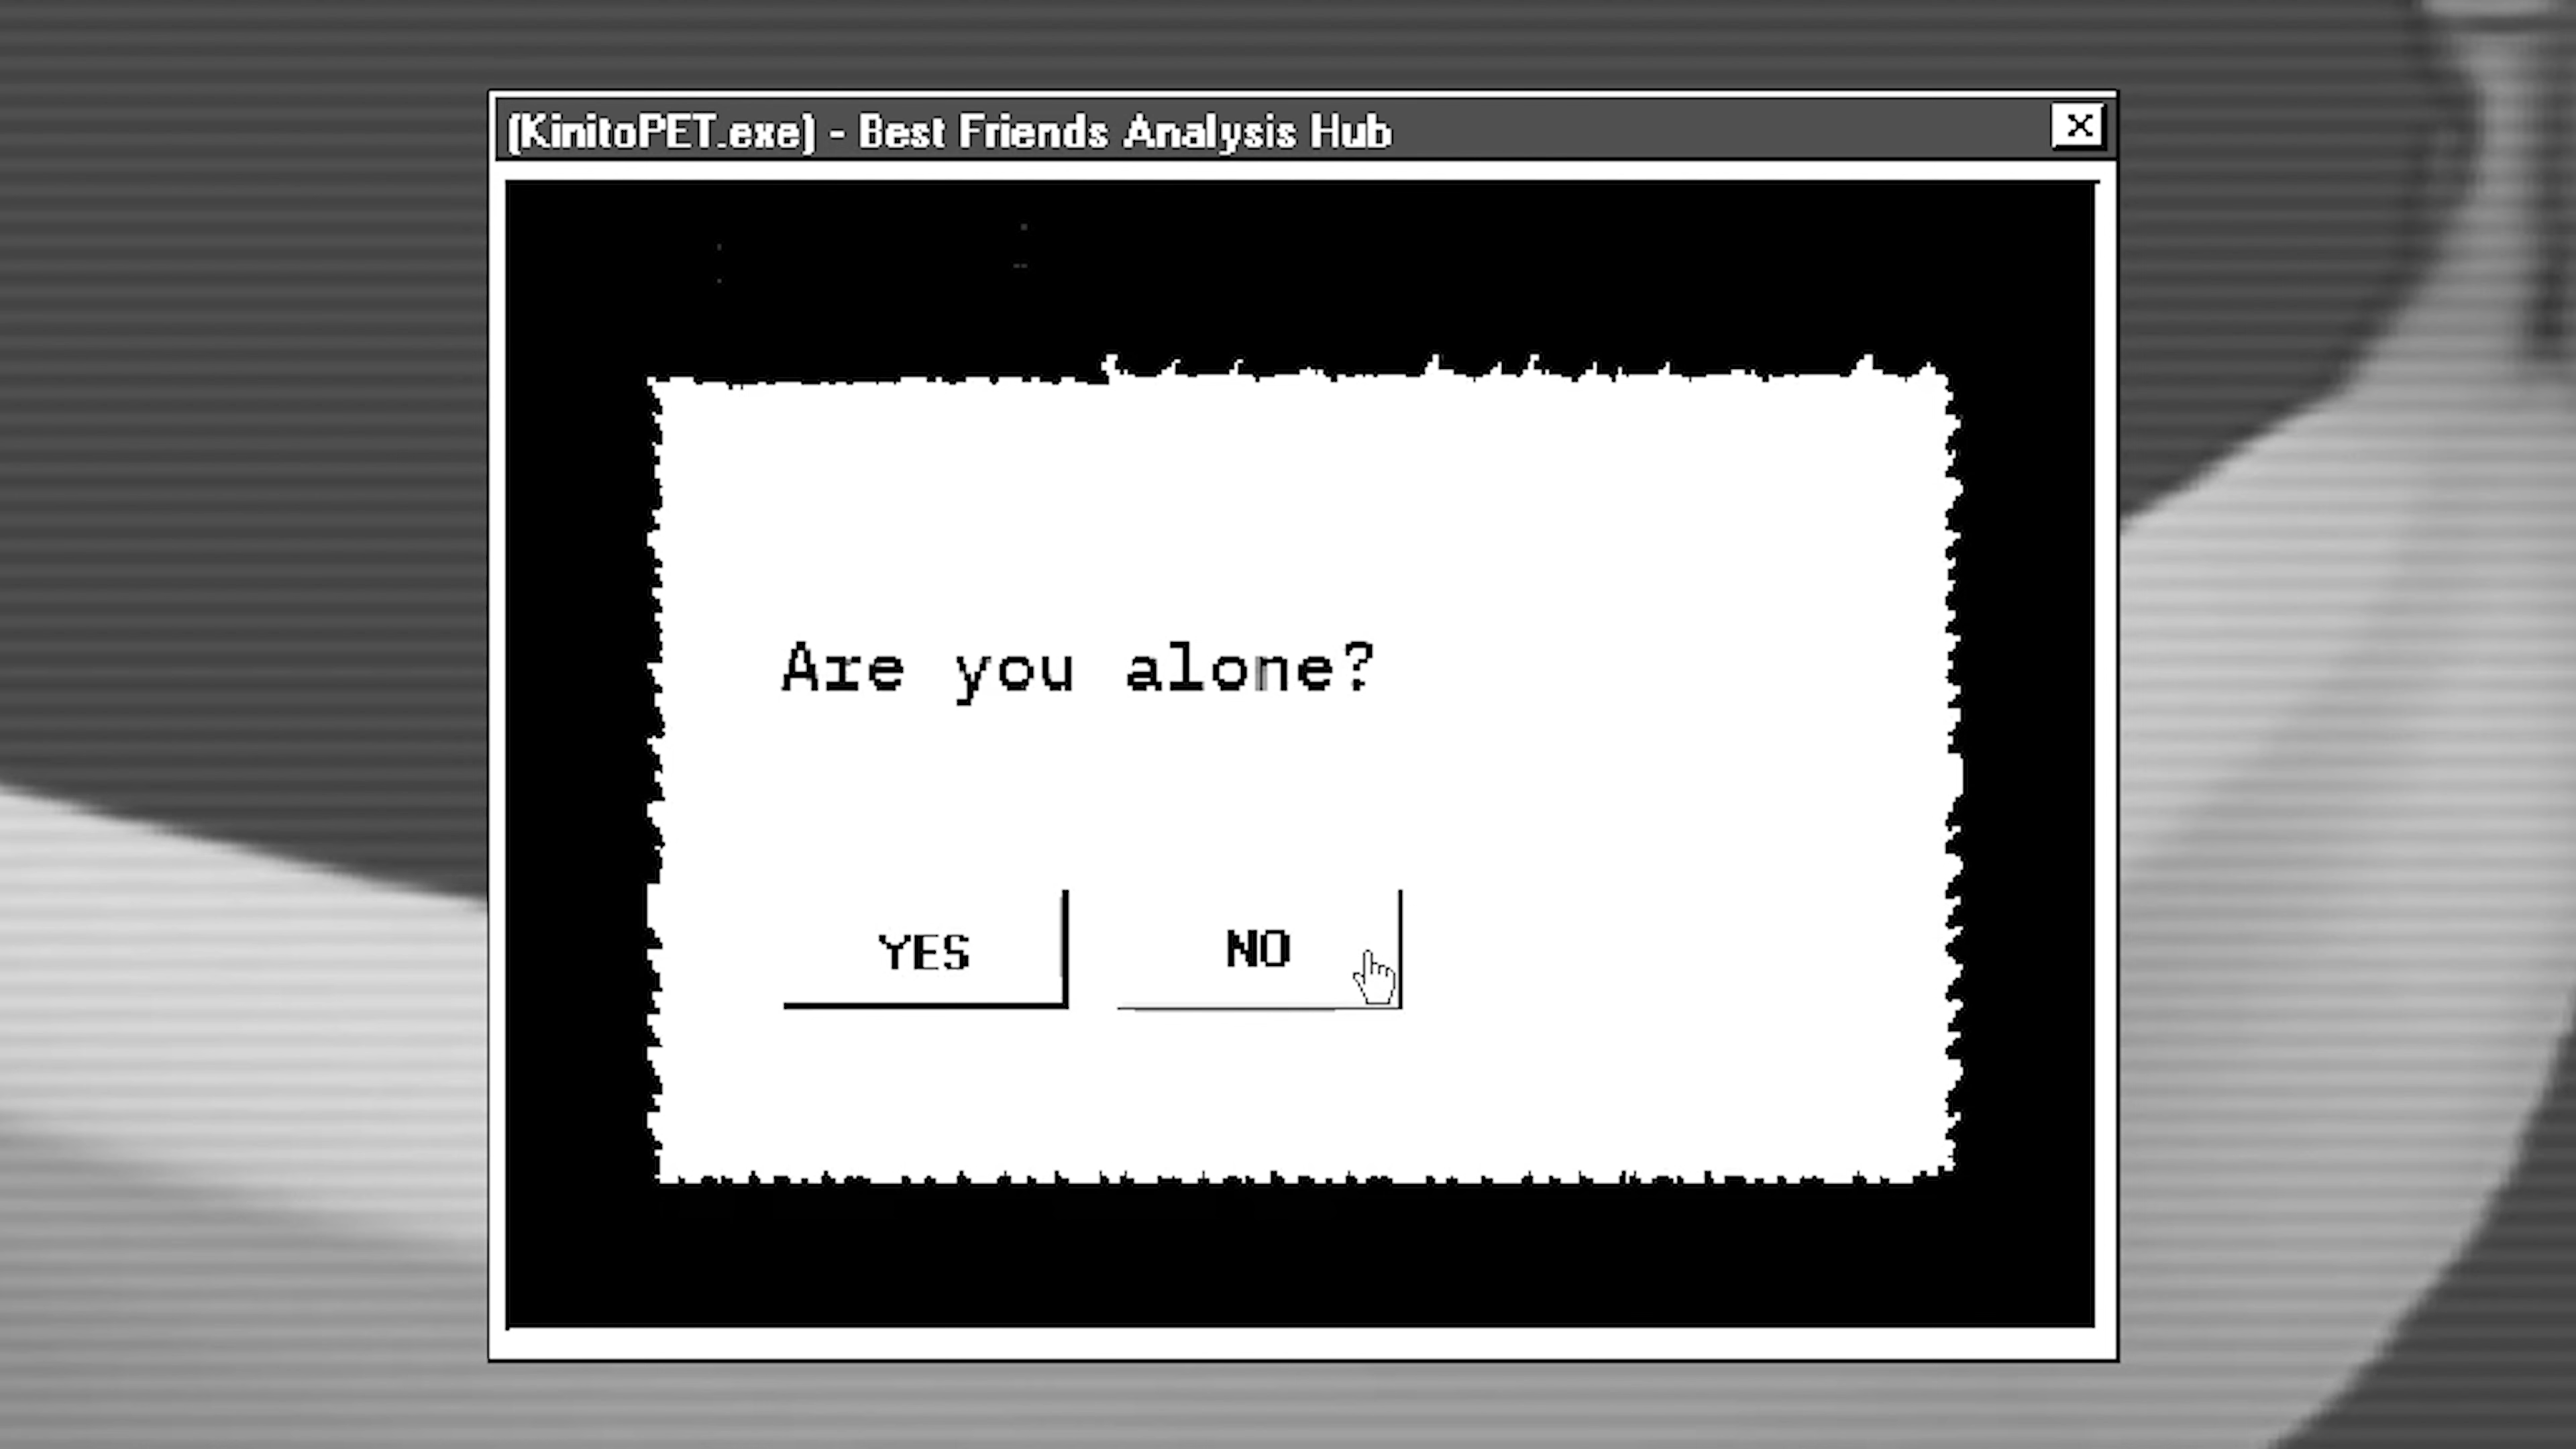 (KinitoPET.exe) - Best Friends Analysis Hub
Are you alone?
YES NO